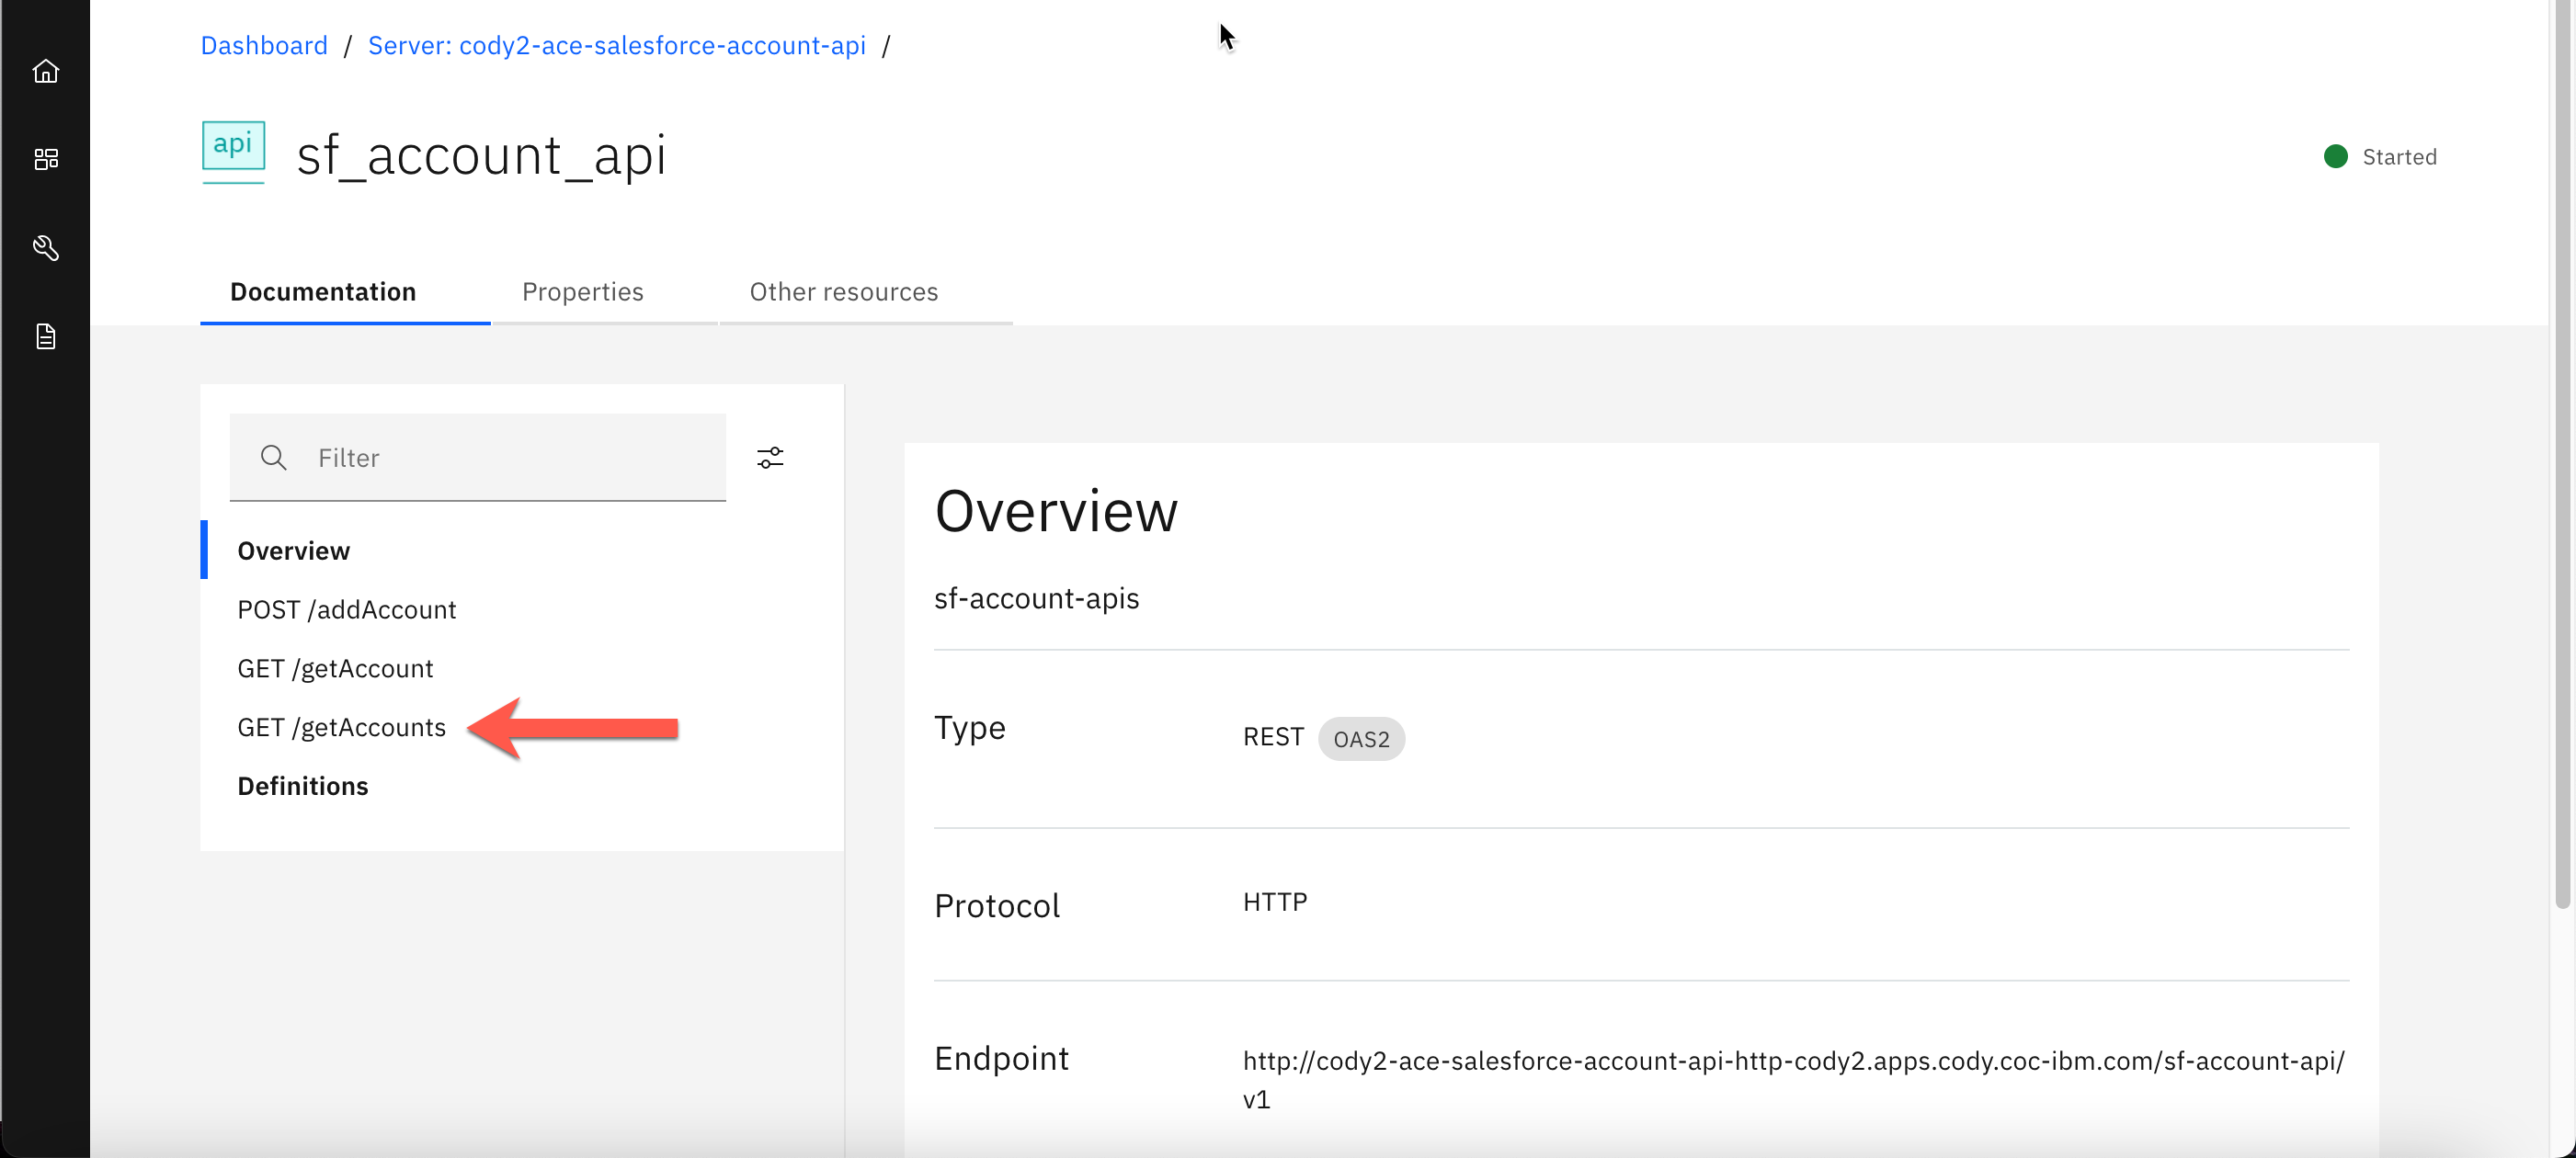 Dashboard / Server: cody2-ace-salesforce-account-api /
api
sf_account_api
Started
Documentation
Properties
Other resources
Filter
Overview
POST /addAccount
GET /getAccount
GET /getAccounts
Definitions
Overview
sf-account-apis
Type
REST OAS2
Protocol
HTTP
Endpoint
http://cody2-ace-salesforce-account-api-http-cody2.apps.cody.coc-ibm.com/sf-account-api/
v1